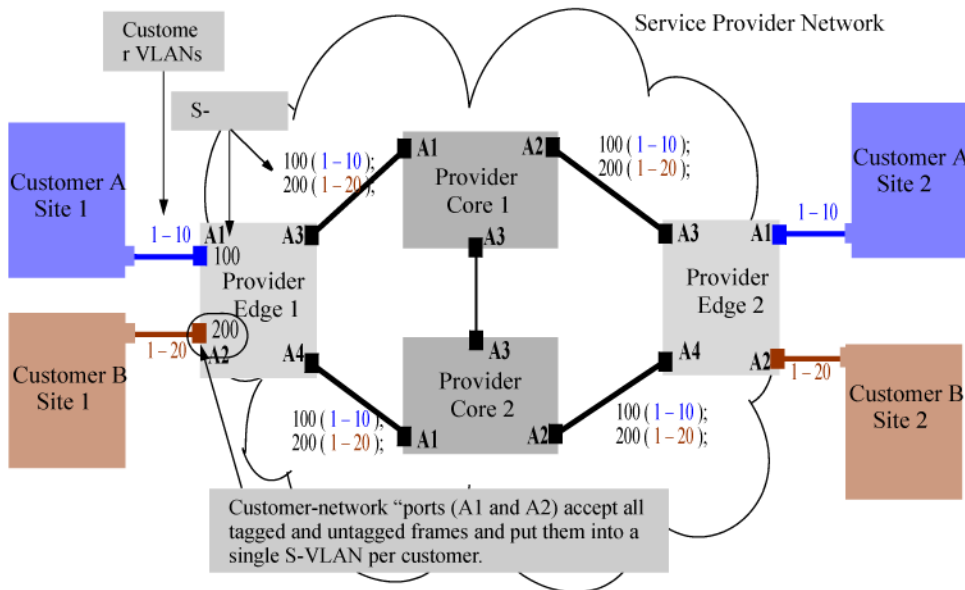 Service Provider Network
Custome
r VLANs
S-
Customer A
Site 1
1 – 10
A1
100
A3
Provider
Edge 1
200
A2
A4
1 – 20
Customer B
Site 1
100 ( 1 – 10 );
200 ( 1 – 20 );
A1
A2
Provider
Core 1
A3
100 ( 1 – 10 );
200 ( 1 – 20 );
A3
Provider
Core 2
A1
A2
100 ( 1 – 10 );
200 ( 1 – 20 );
100 ( 1 – 10 );
200 ( 1 – 20 );
A3
A1
Provider
Edge 2
A4
A2
1 – 10
Customer A
Site 2
1 – 20
Customer B
Site 2
Customer-network “ports (A1 and A2) accept all
tagged and untagged frames and put them into a
single S-VLAN per customer.